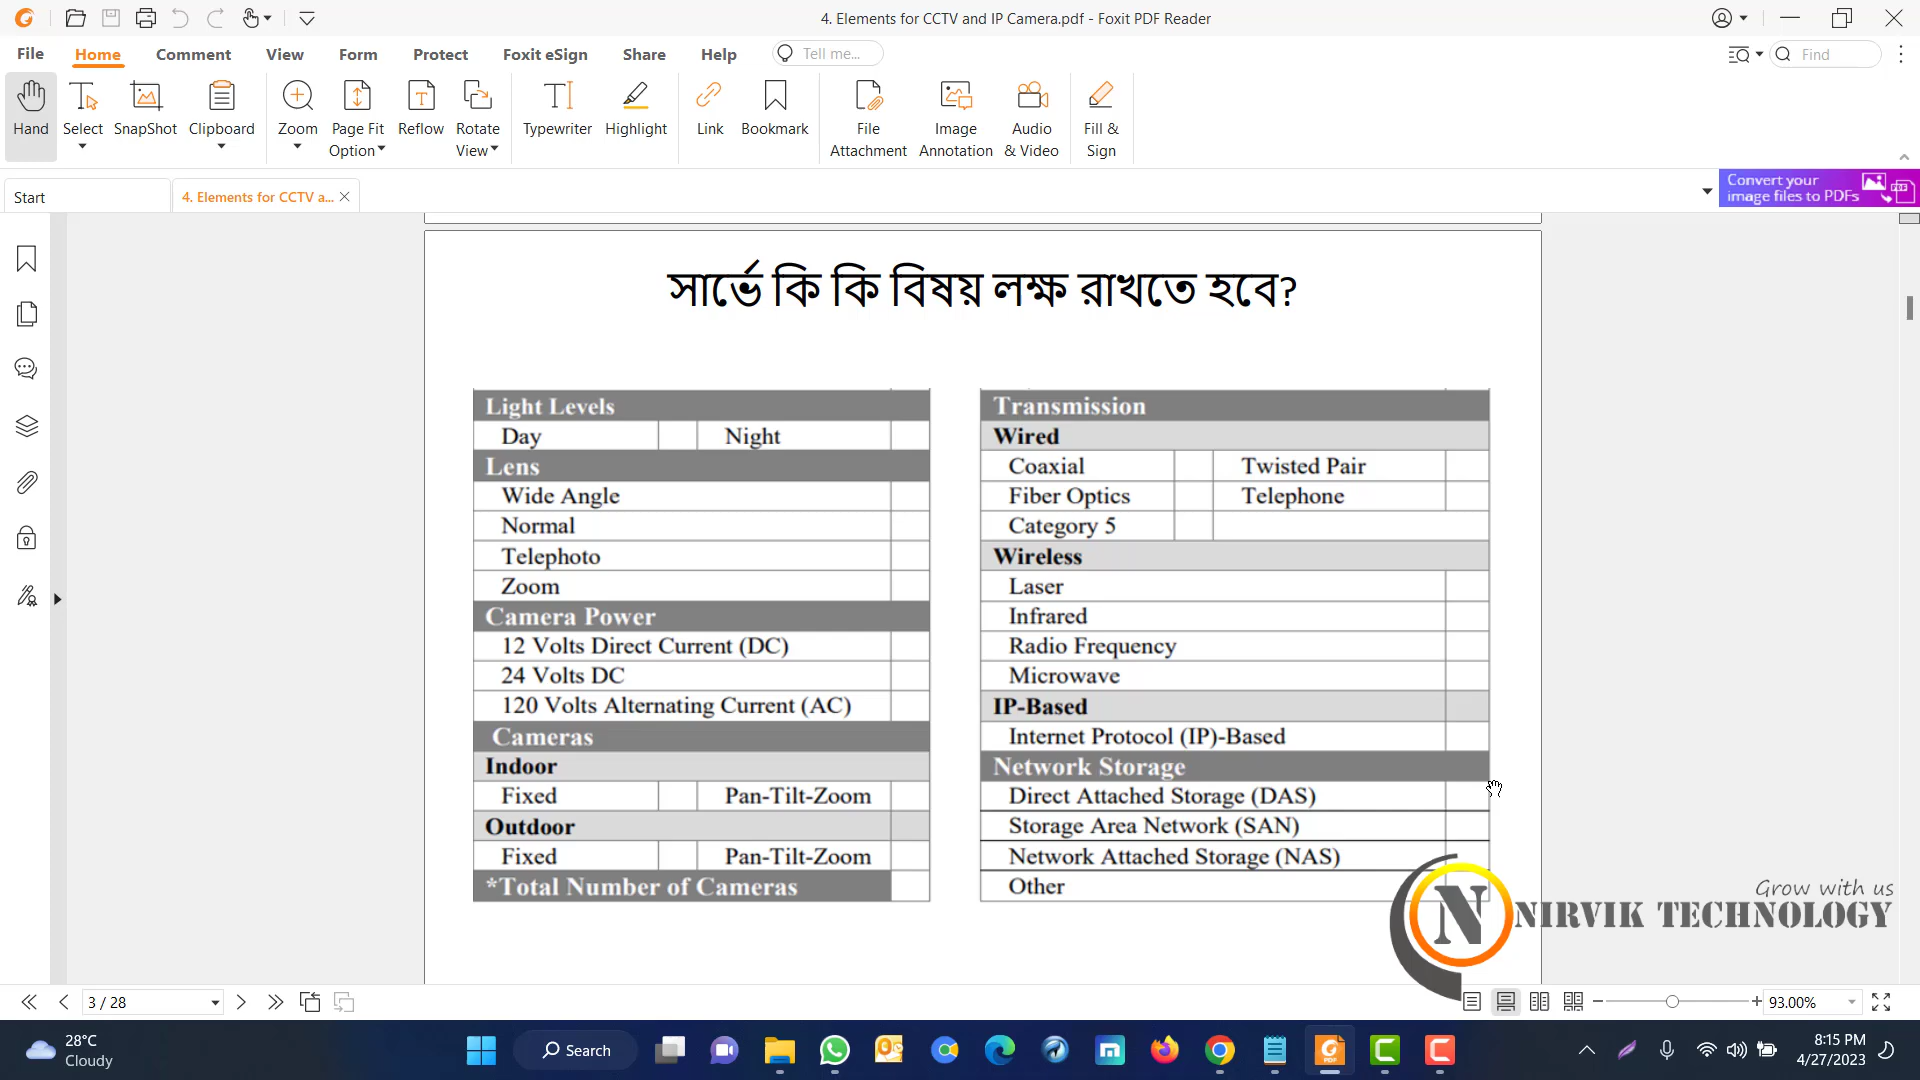 4. Elements for CCTV and IP Camera.pdf - Foxit PDF Reader
File Home Comment View Form Protect Foxit eSign Share Help Tell me... Find
Hand Select SnapShot Clipboard Zoom Page Fit Option Reflow Rotate View Typewriter Highlight Link Bookmark File Attachment Image Annotation Audio & Video Fill & Sign
Start
4. Elements for CCTV a...
Convert your
image files to PDFs
PDF
সার্ভে কি কি বিষয় লক্ষ রাখতে হবে?
Light Levels
Day Night
Lens
Wide Angle
Normal
Telephoto
Zoom
Camera Power
12 Volts Direct Current (DC)
24 Volts DC
120 Volts Alternating Current (AC)
Cameras
Indoor
Fixed Pan-Tilt-Zoom
Outdoor
Fixed Pan-Tilt-Zoom
*Total Number of Cameras
Transmission
Wired
Coaxial Twisted Pair
Fiber Optics Telephone
Category 5
Wireless
Laser
Infrared
Radio Frequency
Microwave
IP-Based
Internet Protocol (IP)-Based
Network Storage
Direct Attached Storage (DAS)
Storage Area Network (SAN)
Network Attached Storage (NAS)
Other
Grow with us
N NIRVIK TECHNOLOGY
3 / 28
93.00%
28°C
Cloudy
Search
8:15 PM
4/27/2023